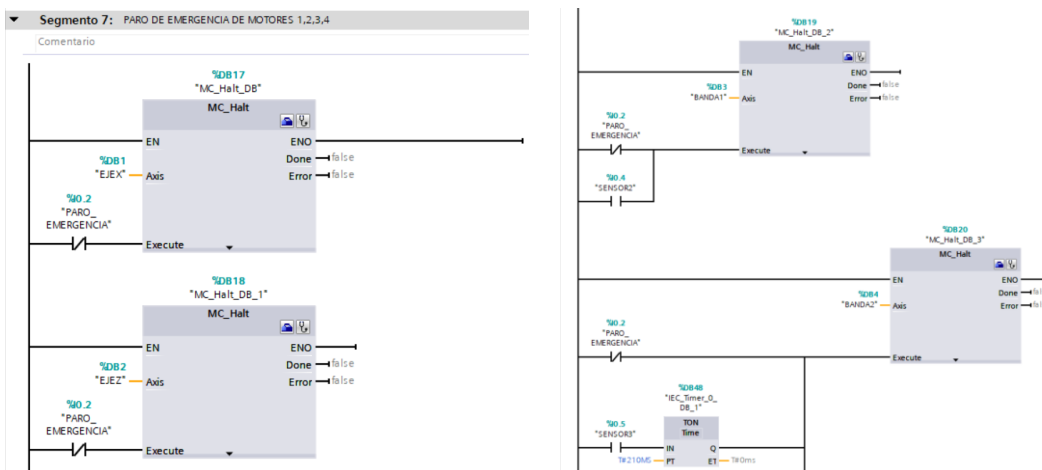 Segmento 7: PARO DE EMERGENCIA DE MOTORES 1,2,3,4
Comentario
%DB17
"MC_Halt_DB"
MC_Halt
EN
ENO
Done
false
%DB1
"EJEX"
Axis
Error
false
%I0.2
"PARO_
EMERGENCIA"
Execute
%DB18
"MC_Halt_DB_1"
MC_Halt
EN
ENO
Done
false
%DB2
"EJEZ"
Axis
Error
false
%I0.2
"PARO_
EMERGENCIA"
Execute
%DB19
"MC_Halt_DB_2"
MC_Halt
EN
ENO
Done
false
%DB3
"BANDA1"
Axis
Error
false
%I0.2
"PARO_
EMERGENCIA"
Execute
%I0.4
"SENSOR2"
%DB20
"MC_Halt_DB_3"
MC_Halt
EN
ENO
Done
%DB4
"BANDA2"
Axis
Error
%I0.2
"PARO_
EMERGENCIA"
Execute
%DB48
"IEC_Timer_0_
DB_1"
TON
Time
%I0.5
"SENSOR3"
IN
Q
T#210MS
PT
ET
T#0ms